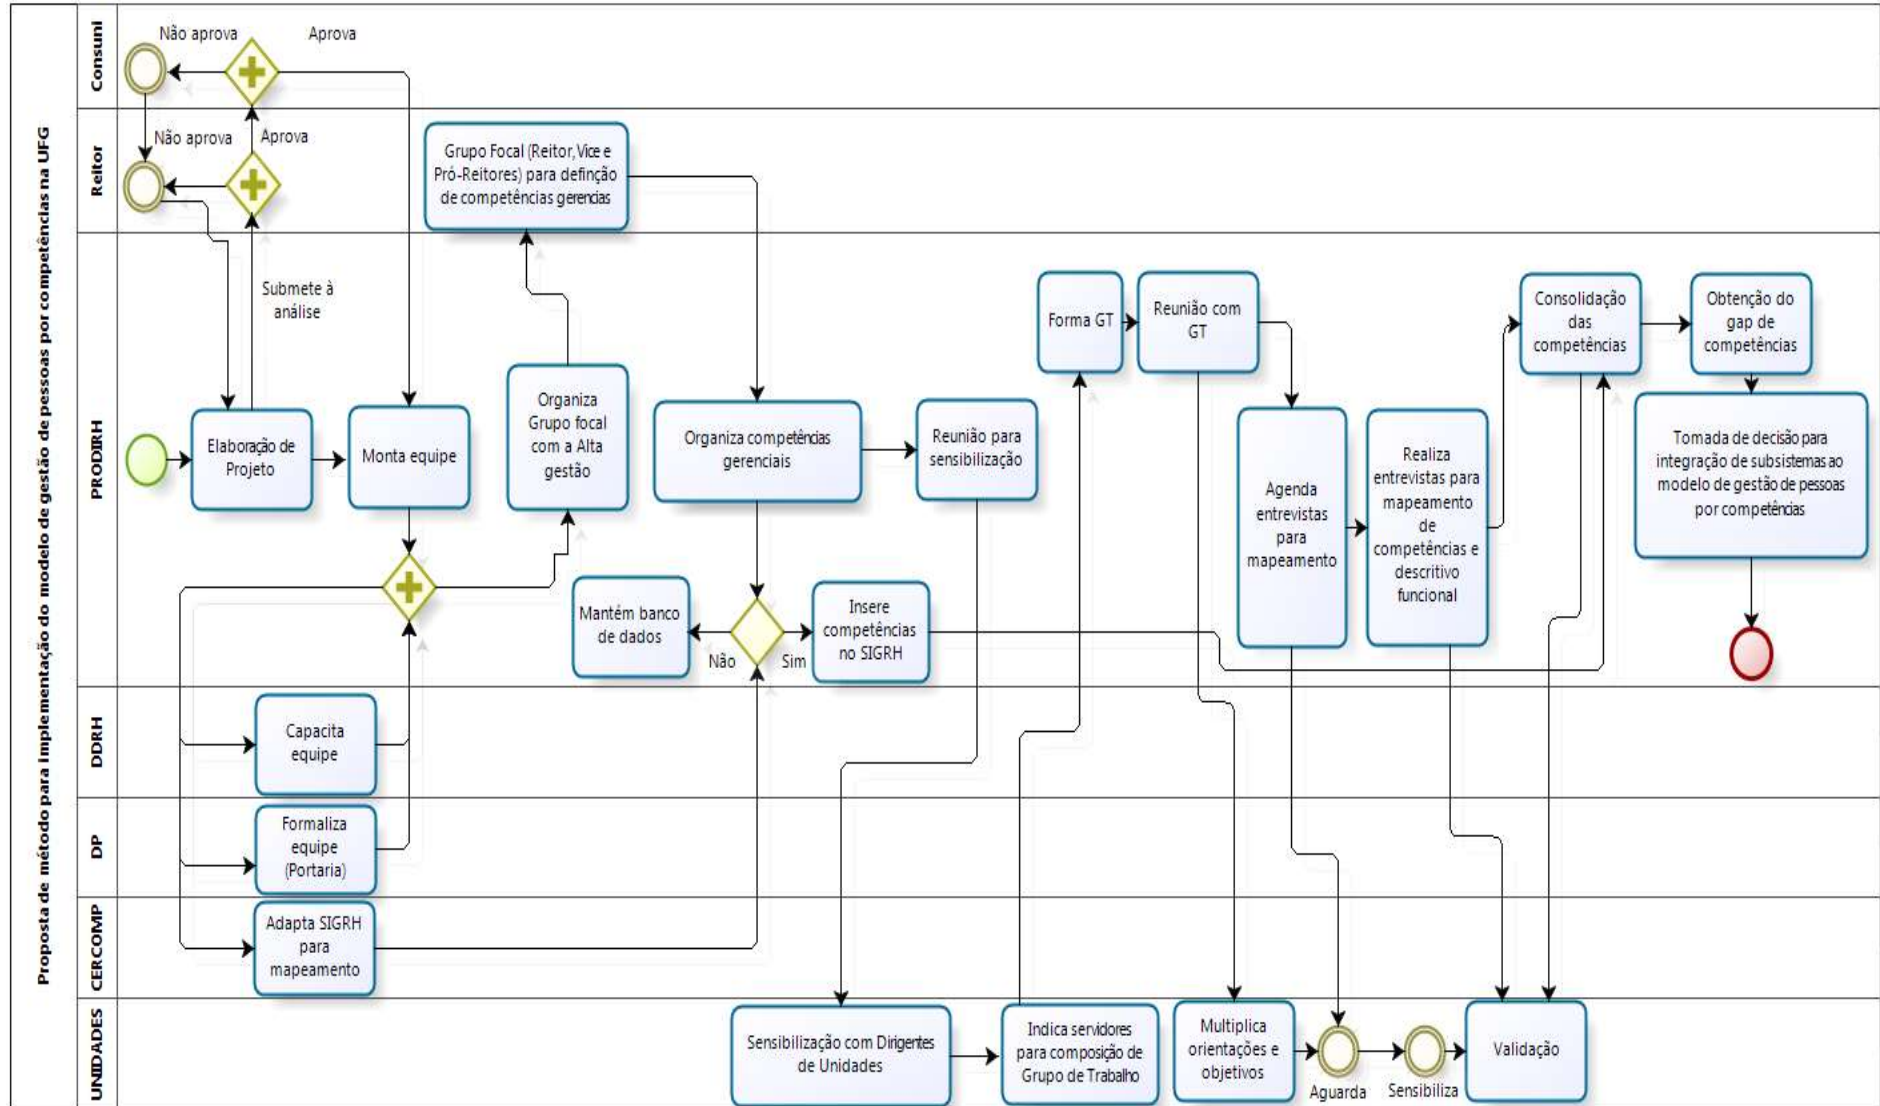 Proposta de método para implementação do modelo de gestão de pessoas por competências na UFG
Consuni
Não aprova
Aprova
Reitor
Não aprova
Aprova
Grupo Focal (Reitor, Vice e
Pró-Reitores) para definção
de competências gerencias
PRODIRH
Submete à
análise
Elaboração de
Projeto
Monta equipe
Organiza
Grupo focal
com a Alta
gestão
Organiza competências
gerenciais
Reunião para
sensibilização
Mantém banco
de dados
Não
Sim
Insere
competências
no SIGRH
Forma GT
Reunião com
GT
Agenda
entrevistas
para
mapeamento
Realiza
entrevistas para
mapeamento
de
competências e
descritivo
funcional
Consolidação
das
competências
Obtenção do
gap de
competências
Tomada de decisão para
integração de subsistemas ao
modelo de gestão de pessoas
por competências
DDRH
Capacita
equipe
DP
Formaliza
equipe
(Portaria)
CERCOMP
Adapta SIGRH
para
mapeamento
UNIDADES
Sensibilização com Dirigentes
de Unidades
Indica servidores
para composição de
Grupo de Trabalho
Multiplica
orientações e
objetivos
Aguarda
Sensibiliza
Validação